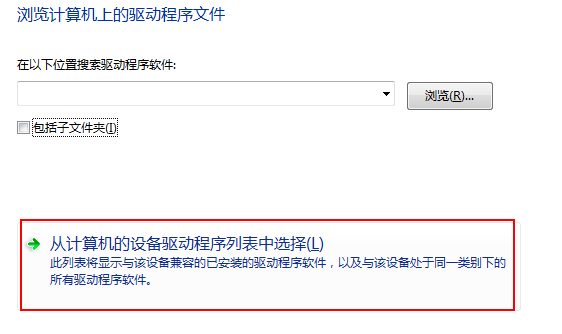 浏览计算机上的驱动程序文件
在以下位置搜索驱动程序软件:
浏览(R)...
包括子文件夹(I)
从计算机的设备驱动程序列表中选择(L)
此列表将显示与该设备兼容的已安装的驱动程序软件，以及与该设备处于同一类别下的
所有驱动程序软件。